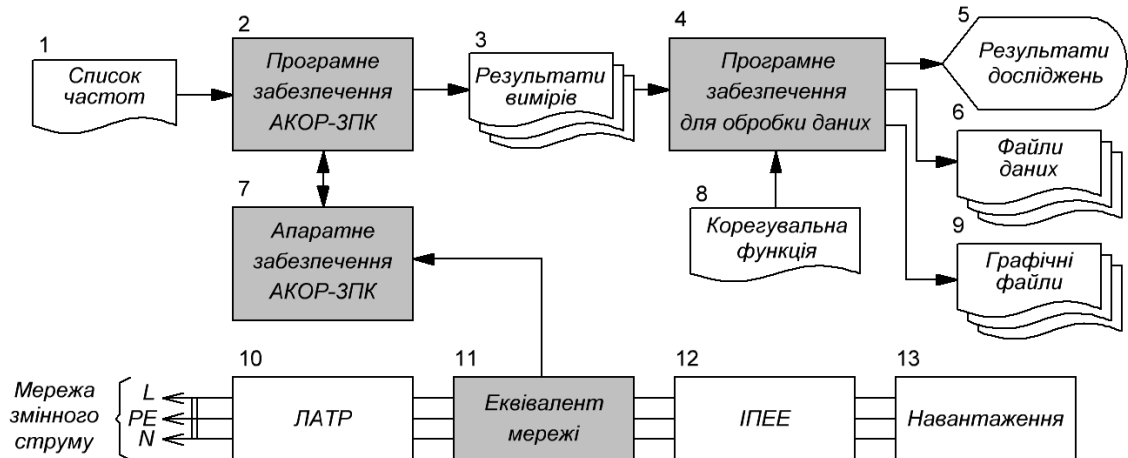 1
Список
частот
2
Програмне
забезпечення
АКОР-ЗПК
3
Результати
вимірів
4
Програмне
забезпечення
для обробки даних
5
Результати
досліджень
6
Файли
даних
7
Апаратне
забезпечення
АКОР-ЗПК
8
Корегувальна
функція
9
Графічні
файли
Мережа
змінного
струму
L
PE
N
10
ЛАТР
11
Еквівалент
мережі
12
ІПЕЕ
13
Навантаження